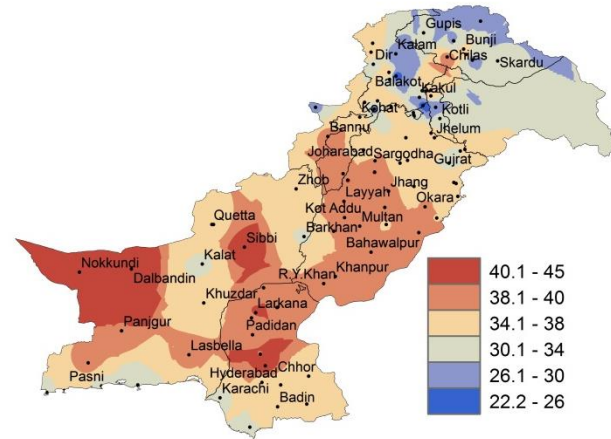 Gupis
Bunji
Kalam
Dir
Chilas
Skardu
Balakot
Kakul
Kohat
Kotli
Bannu
Jhelum
Joharabad
Sargodha
Gujrat
Zhob
Layyah
Jhang
Kot Addu
Okara
Quetta
Barkhan
Multan
Sibbi
Bahawalpur
Kalat
Nokkundi
R.Y.Khan
Khanpur
Dalbandin
Khuzdar
Larkana
Panjgur
Padidan
Lasbella
Pasni
Hyderabad
Chhor
Karachi
Badin
40.1 - 45
38.1 - 40
34.1 - 38
30.1 - 34
26.1 - 30
22.2 - 26